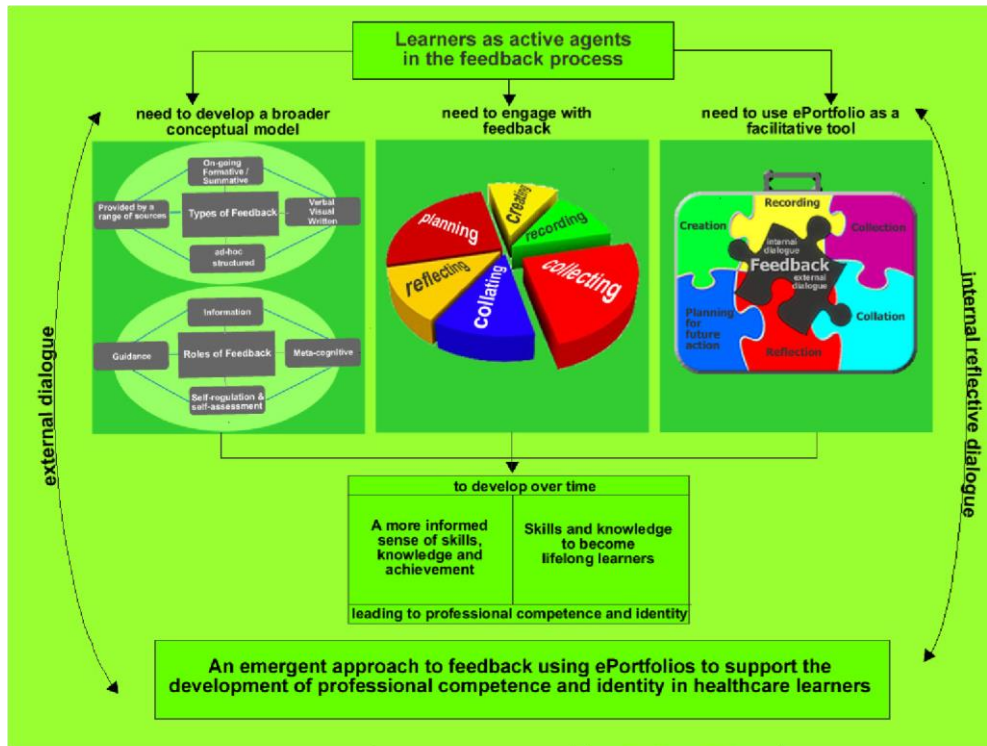 Learners as active agents
in the feedback process
need to develop a broader
conceptual model
need to engage with
feedback
need to use ePortfolio as a
facilitative tool
On-going
Formative /
Summative
Provided by a
range of sources
Types of Feedback
Verbal
Visual
Written
ad-hoc
structured
Information
Guidance
Roles of Feedback
Meta-cognitive
Self-regulation &
self-assessment
planning
creating
recording
collecting
collating
reflecting
Recording
Creation
Collection
internal
dialogue
Feedback
external
dialogue
Planning
for
future
action
Collation
Reflection
external dialogue
internal reflective dialogue
to develop over time
A more informed
sense of skills,
knowledge and
achievement
Skills and knowledge
to become
lifelong learners
leading to professional competence and identity
An emergent approach to feedback using ePortfolios to support the
development of professional competence and identity in healthcare learners